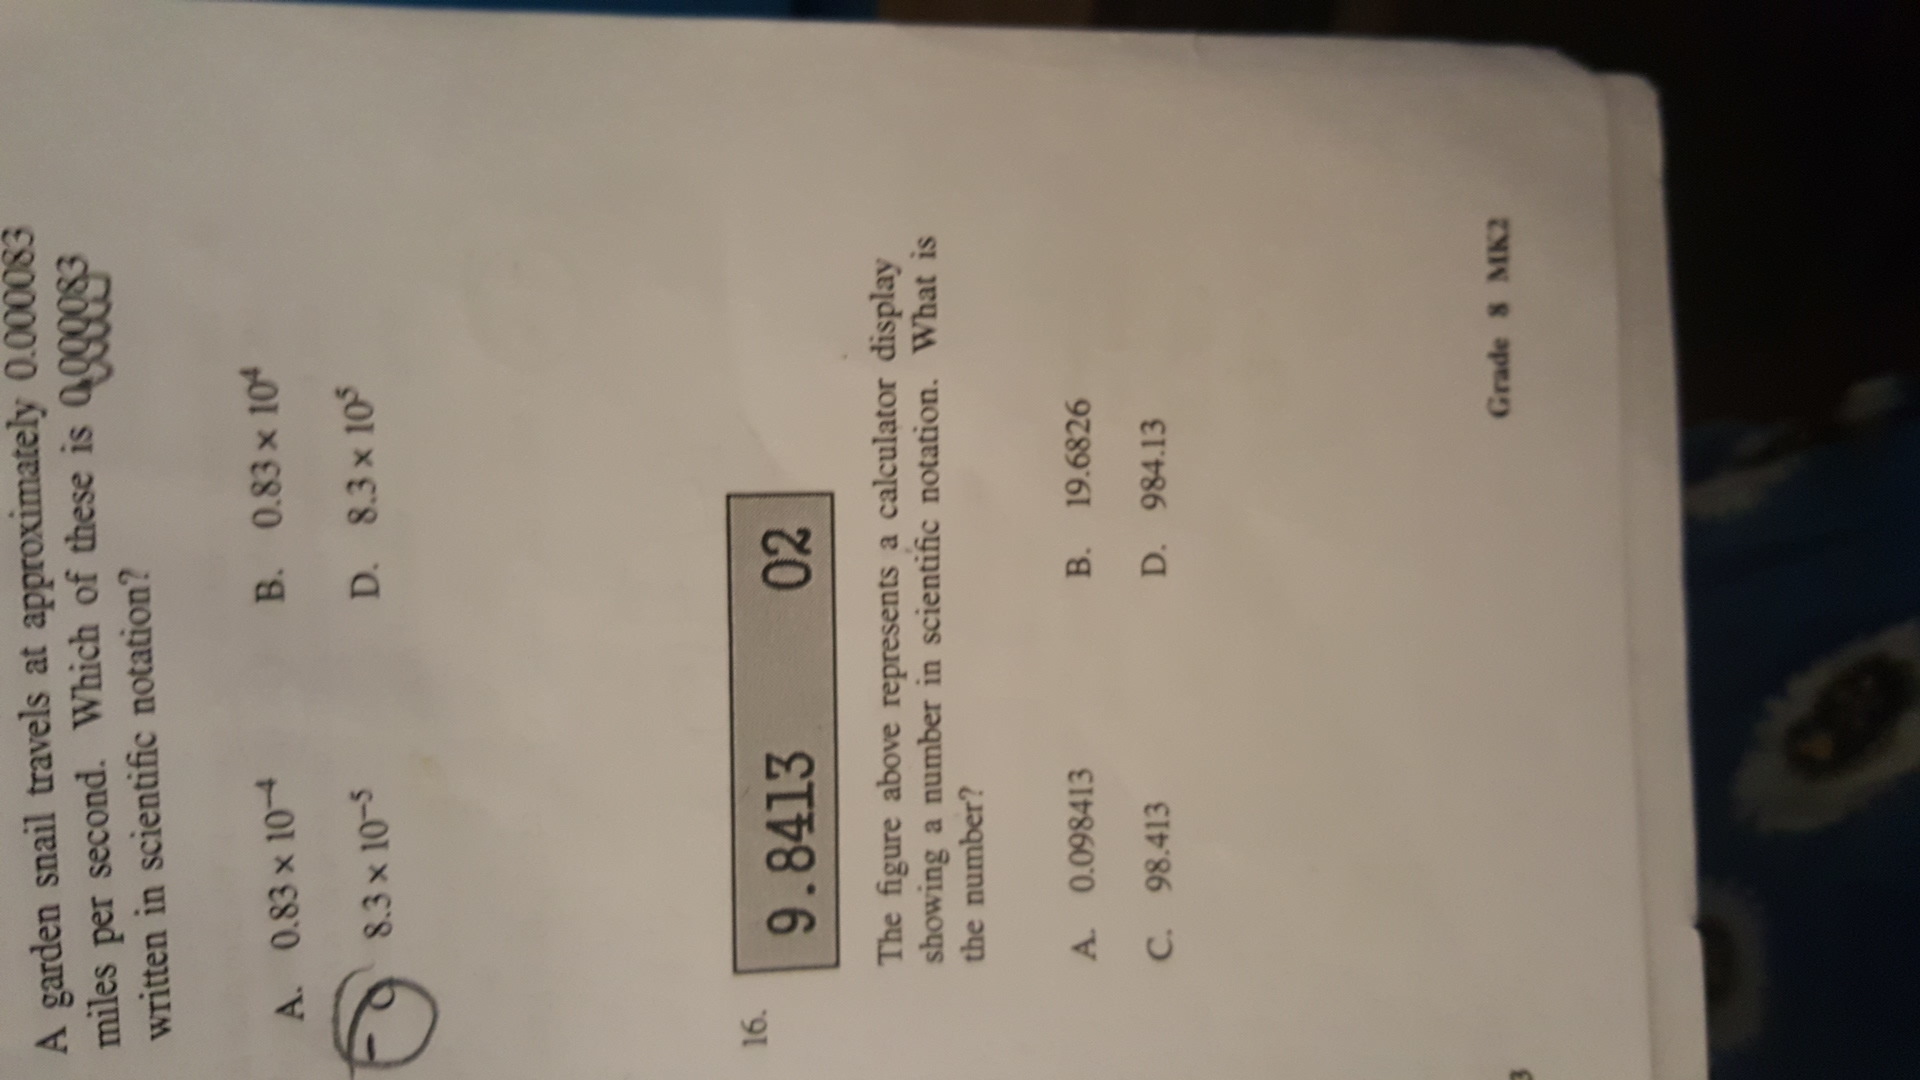 A garden snail travels at approximately 0.000083
miles per second. Which of these is 0.000083
written in scientific notation?
A. 0.83 × 10⁻⁴
B. 0.83 × 10⁴
8.3 × 10⁻⁵
D. 8.3 × 10⁵
16.
9.8413 02
The figure above represents a calculator display
showing a number in scientific notation. What is
the number?
A. 0.098413
B. 19.6826
C. 98.413
D. 984.13
Grade 8 MK2
3